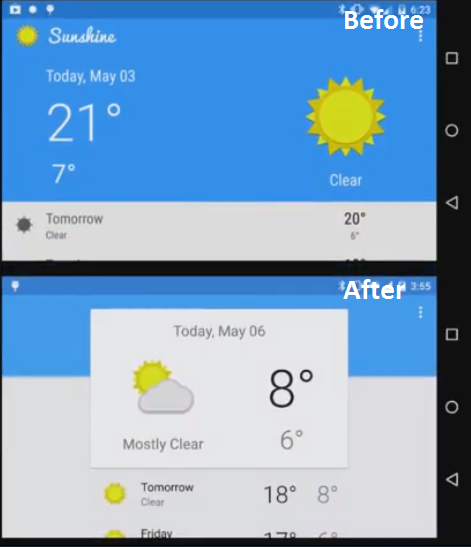 6:23
Before
Sunshine
Today, May 03
21°
7°
Clear
Tomorrow
Clear
20°
6°
3:55
After
Today, May 06
8°
Mostly Clear
6°
Tomorrow
Clear
18° 8°
Friday